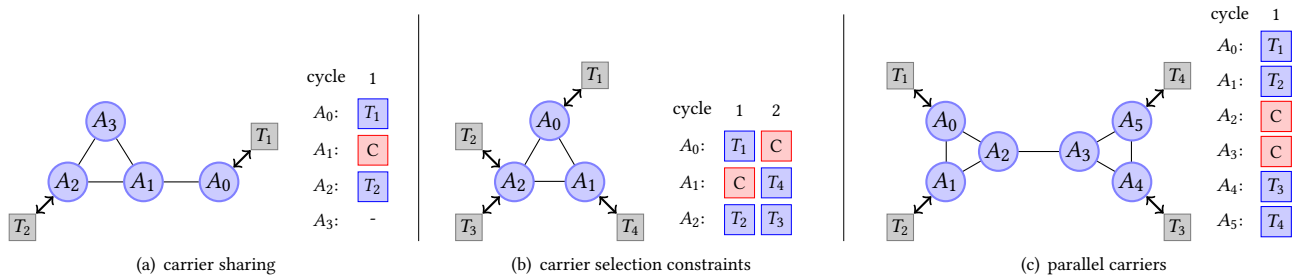 cycle 1
A₀: T₁
A₁: C
A₂: T₂
A₃: -
A₃
A₂ A₁ A₀
T₁
T₂
(a) carrier sharing
cycle 1 2
A₀: T₁ C
A₁: C T₄
A₂: T₂ T₃
T₁
T₂
A₀
A₂ A₁
T₃ T₄
(b) carrier selection constraints
cycle 1
A₀: T₁
A₁: T₂
A₂: C
A₃: C
A₄: T₃
A₅: T₄
T₁ T₄
A₀ A₅
A₂ A₃
A₁ A₄
T₂ T₃
(c) parallel carriers